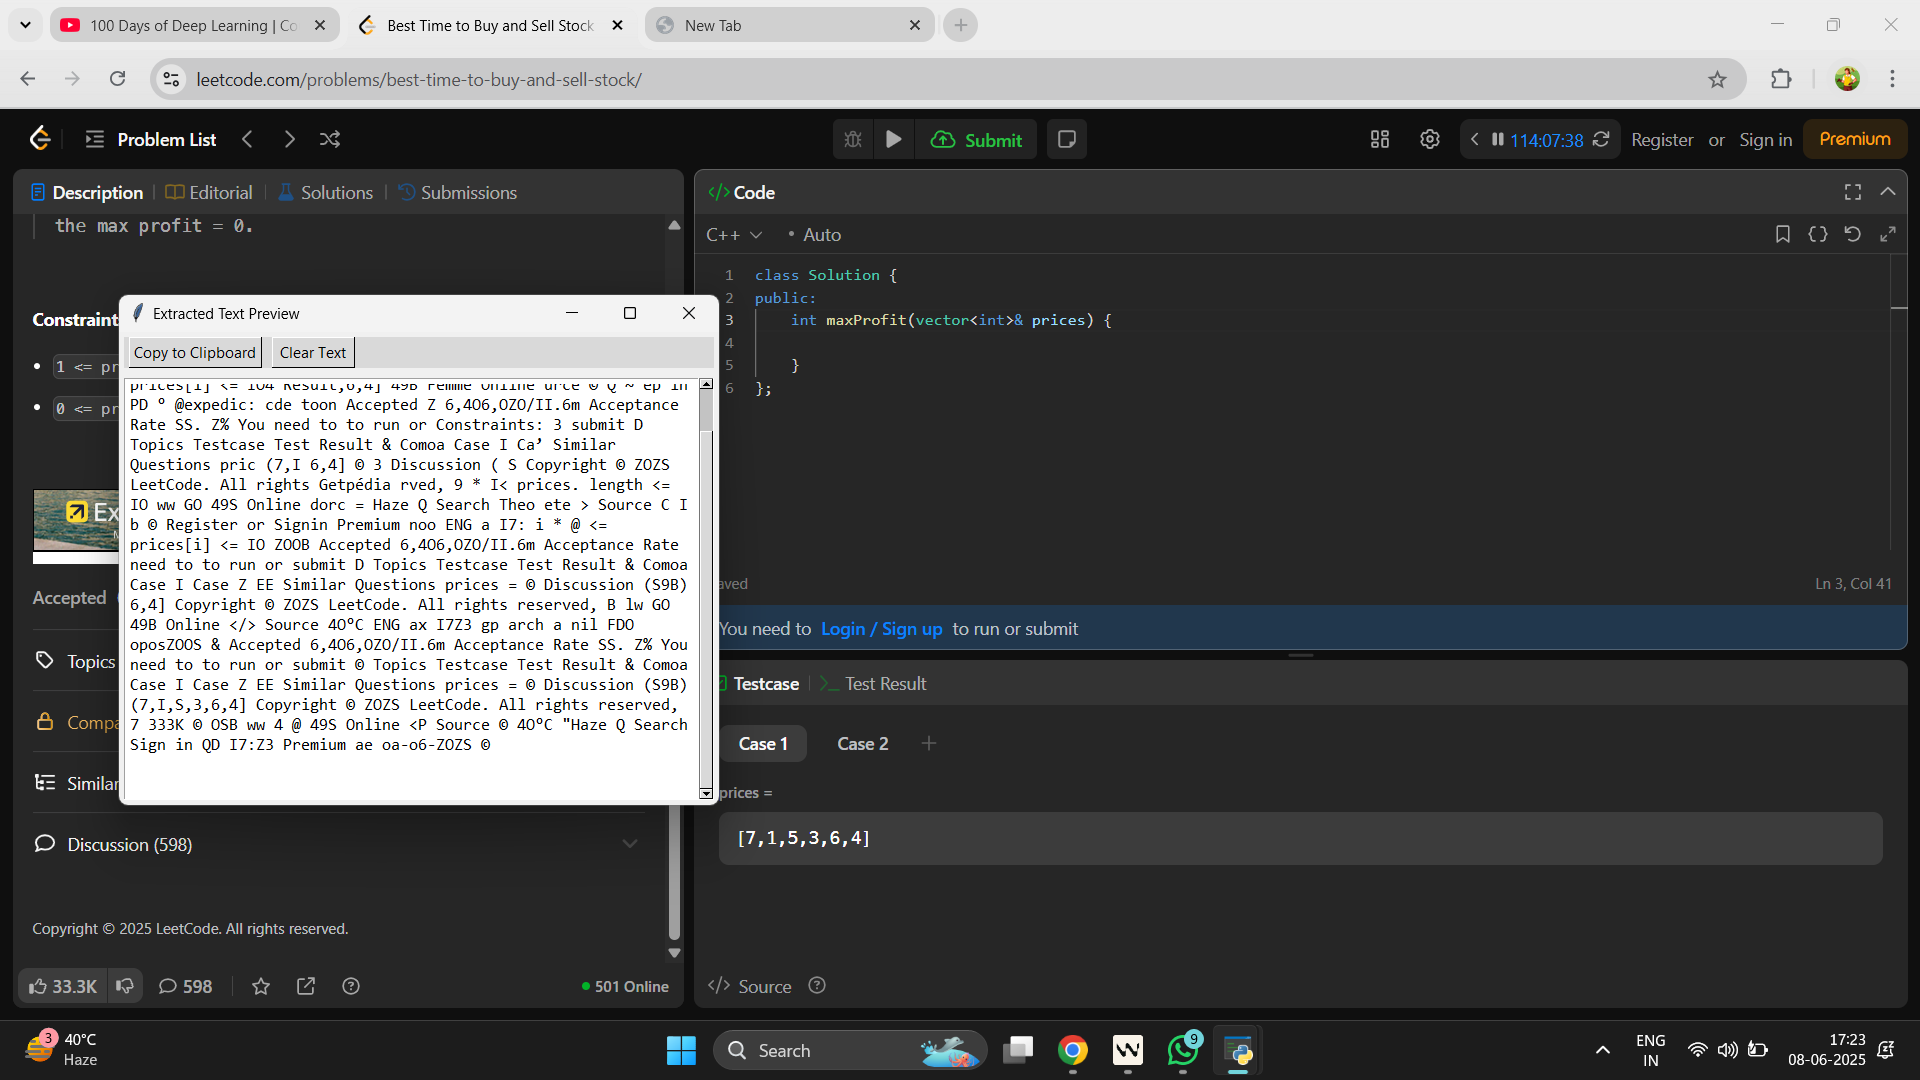 100 Days of Deep Learning | Co
Best Time to Buy and Sell Stock
New Tab
leetcode.com/problems/best-time-to-buy-and-sell-stock/
Problem List
Submit
114:07:38
Register or Sign in
Premium
Description
Editorial
Solutions
Submissions
the max profit = 0.
Constraint
1 <= pr
0 <= pr
Ex
Accepted
Topics
Compa
Similar
Discussion (598)
Copyright © 2025 LeetCode. All rights reserved.
33.3K
598
501 Online
Extracted Text Preview
Copy to Clipboard
Clear Text
prices[i] <= IO4 Result,6,4] 49B Femme Online urce © Q ~ ep in
PD ° @expedic: cde toon Accepted Z 6,4O6,OZO/II.6m Acceptance
Rate SS. Z% You need to to run or Constraints: 3 submit D
Topics Testcase Test Result & Comoa Case I Ca’ Similar
Questions pric (7,I 6,4] © 3 Discussion ( S Copyright © ZOZS
LeetCode. All rights Getpédia rved, 9 * I< prices. length <=
IO ww GO 49S Online dorc = Haze Q Search Theo ete > Source C I
b © Register or Signin Premium noo ENG a I7: i * @ <=
prices[i] <= IO ZOOB Accepted 6,4O6,OZO/II.6m Acceptance Rate
need to to run or submit D Topics Testcase Test Result & Comoa
Case I Case Z EE Similar Questions prices = © Discussion (S9B)
6,4] Copyright © ZOZS LeetCode. All rights reserved, B lw GO
49B Online </> Source 4O°C ENG ax I7Z3 gp arch a nil FDO
oposZOOS & Accepted 6,4O6,OZO/II.6m Acceptance Rate SS. Z% You
need to to run or submit © Topics Testcase Test Result & Comoa
Case I Case Z EE Similar Questions prices = © Discussion (S9B)
(7,I,S,3,6,4] Copyright © ZOZS LeetCode. All rights reserved,
7 333K © OSB ww 4 @ 49S Online <P Source © 4O°C "Haze Q Search
Sign in QD I7:Z3 Premium ae oa-o6-ZOZS ©
</> Code
C++
• Auto
1 class Solution {
2 public:
3 int maxProfit(vector<int>& prices) {
4
5 }
6 };
aved
Ln 3, Col 41
You need to Login / Sign up to run or submit
Testcase
Test Result
Case 1
Case 2
prices =
[7,1,5,3,6,4]
</> Source
3
40°C
Haze
Search
9
ENG
IN
17:23
08-06-2025